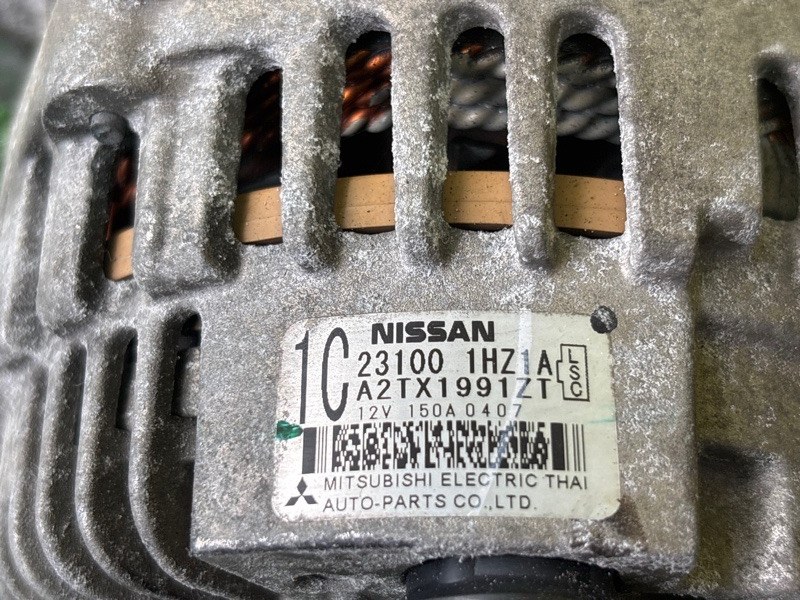 1C NISSAN
23100 1HZ1A
A2TX1991ZT
LSC
12V 150A 0407
MITSUBISHI ELECTRIC THAI
AUTO-PARTS CO.,LTD.